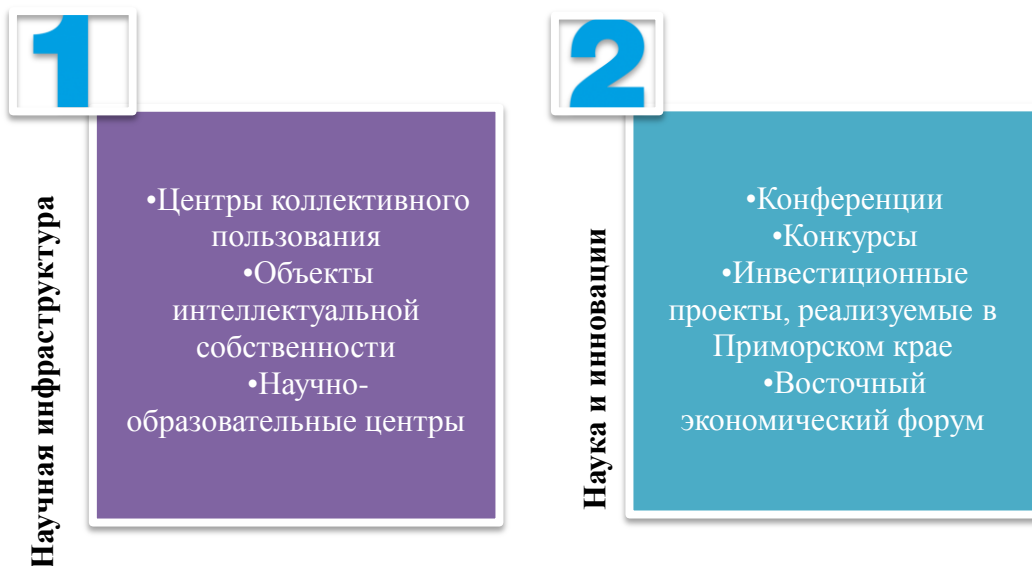 1
Научная инфраструктура
•Центры коллективного
пользования
•Объекты
интеллектуальной
собственности
•Научно-
образовательные центры
2
Наука и инновации
•Конференции
•Конкурсы
•Инвестиционные
проекты, реализуемые в
Приморском крае
•Восточный
экономический форум